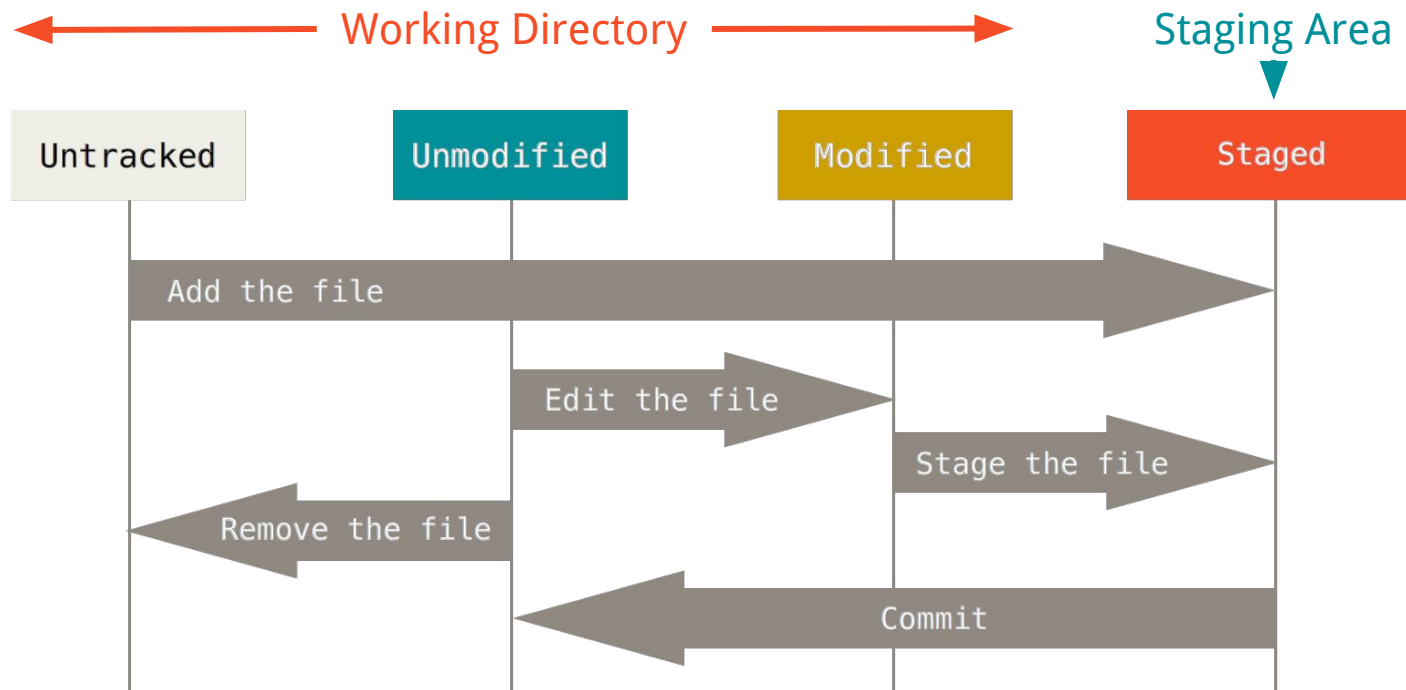 Working Directory
Staging Area
Untracked
Unmodified
Modified
Staged
Add the file
Edit the file
Stage the file
Remove the file
Commit